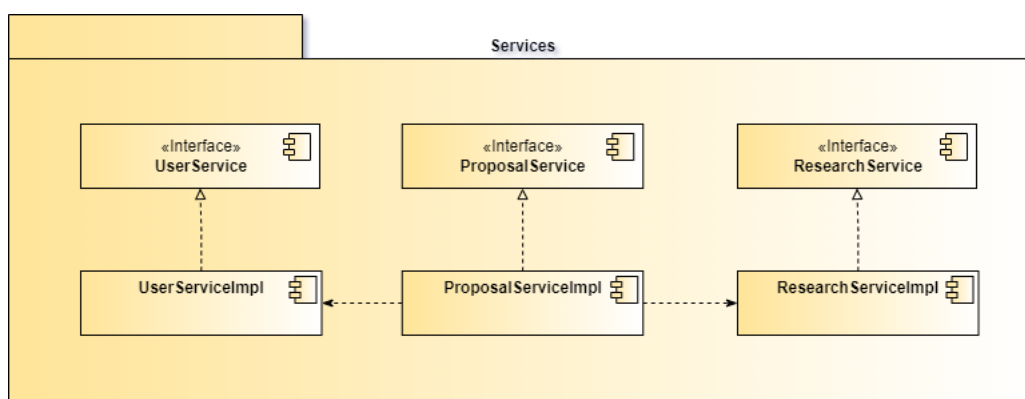 Services
«Interface»
UserService
«Interface»
ProposalService
«Interface»
ResearchService
UserServiceImpl
ProposalServiceImpl
ResearchServiceImpl